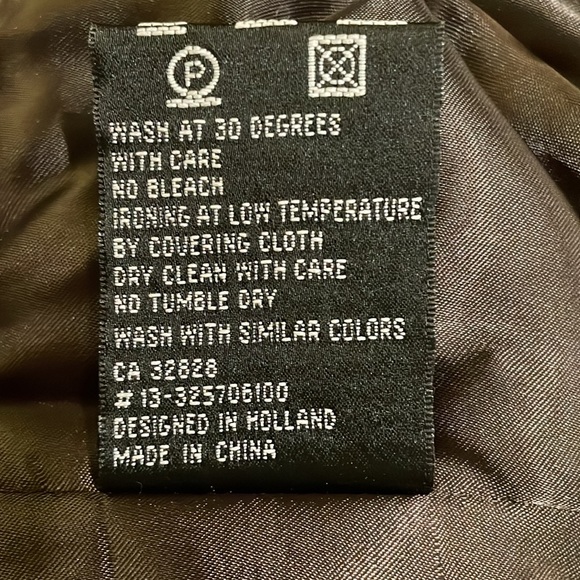 P
WASH AT 30 DEGREES
WITH CARE
NO BLEACH
IRONING AT LOW TEMPERATURE
BY COVERING CLOTH
DRY CLEAN WITH CARE
NO TUMBLE DRY
WASH WITH SIMILAR COLORS
CA 32828
# 13-325706100
DESIGNED IN HOLLAND
MADE IN CHINA